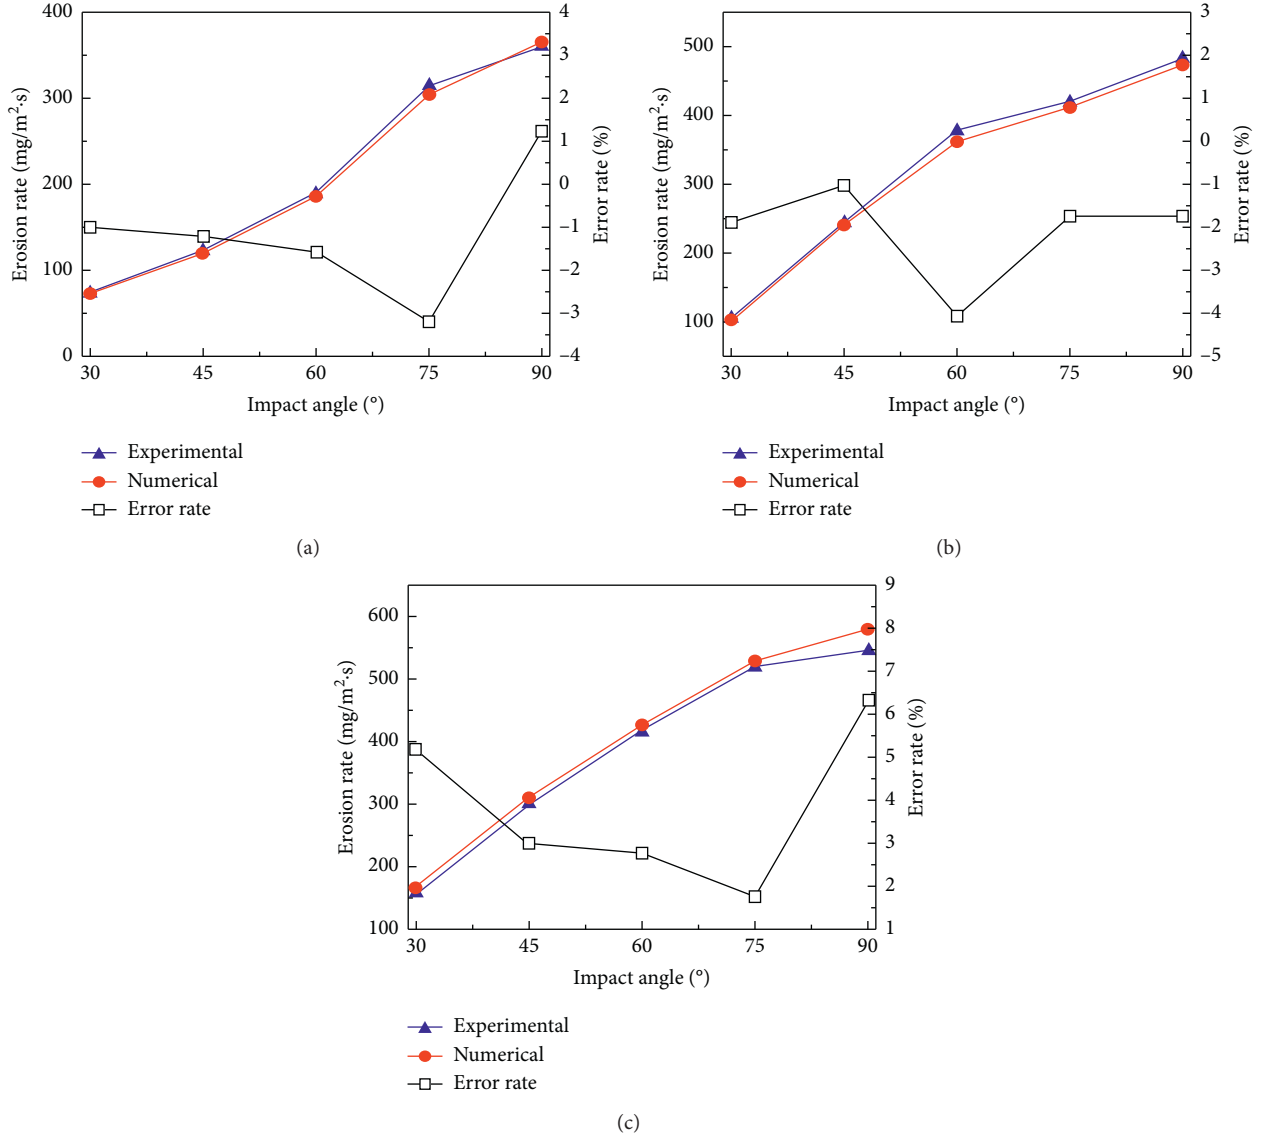 400
300
200
100
0
Erosion rate (mg/m²·s)
4
3
2
1
0
–1
–2
–3
–4
Error rate (%)
30 45 60 75 90
Impact angle (°)
Experimental
Numerical
Error rate
(a)
500
400
300
200
100
Erosion rate (mg/m²·s)
3
2
1
0
–1
–2
–3
–4
–5
Error rate (%)
30 45 60 75 90
Impact angle (°)
Experimental
Numerical
Error rate
(b)
600
500
400
300
200
100
Erosion rate (mg/m²·s)
9
8
7
6
5
4
3
2
1
Error rate (%)
30 45 60 75 90
Impact angle (°)
Experimental
Numerical
Error rate
(c)